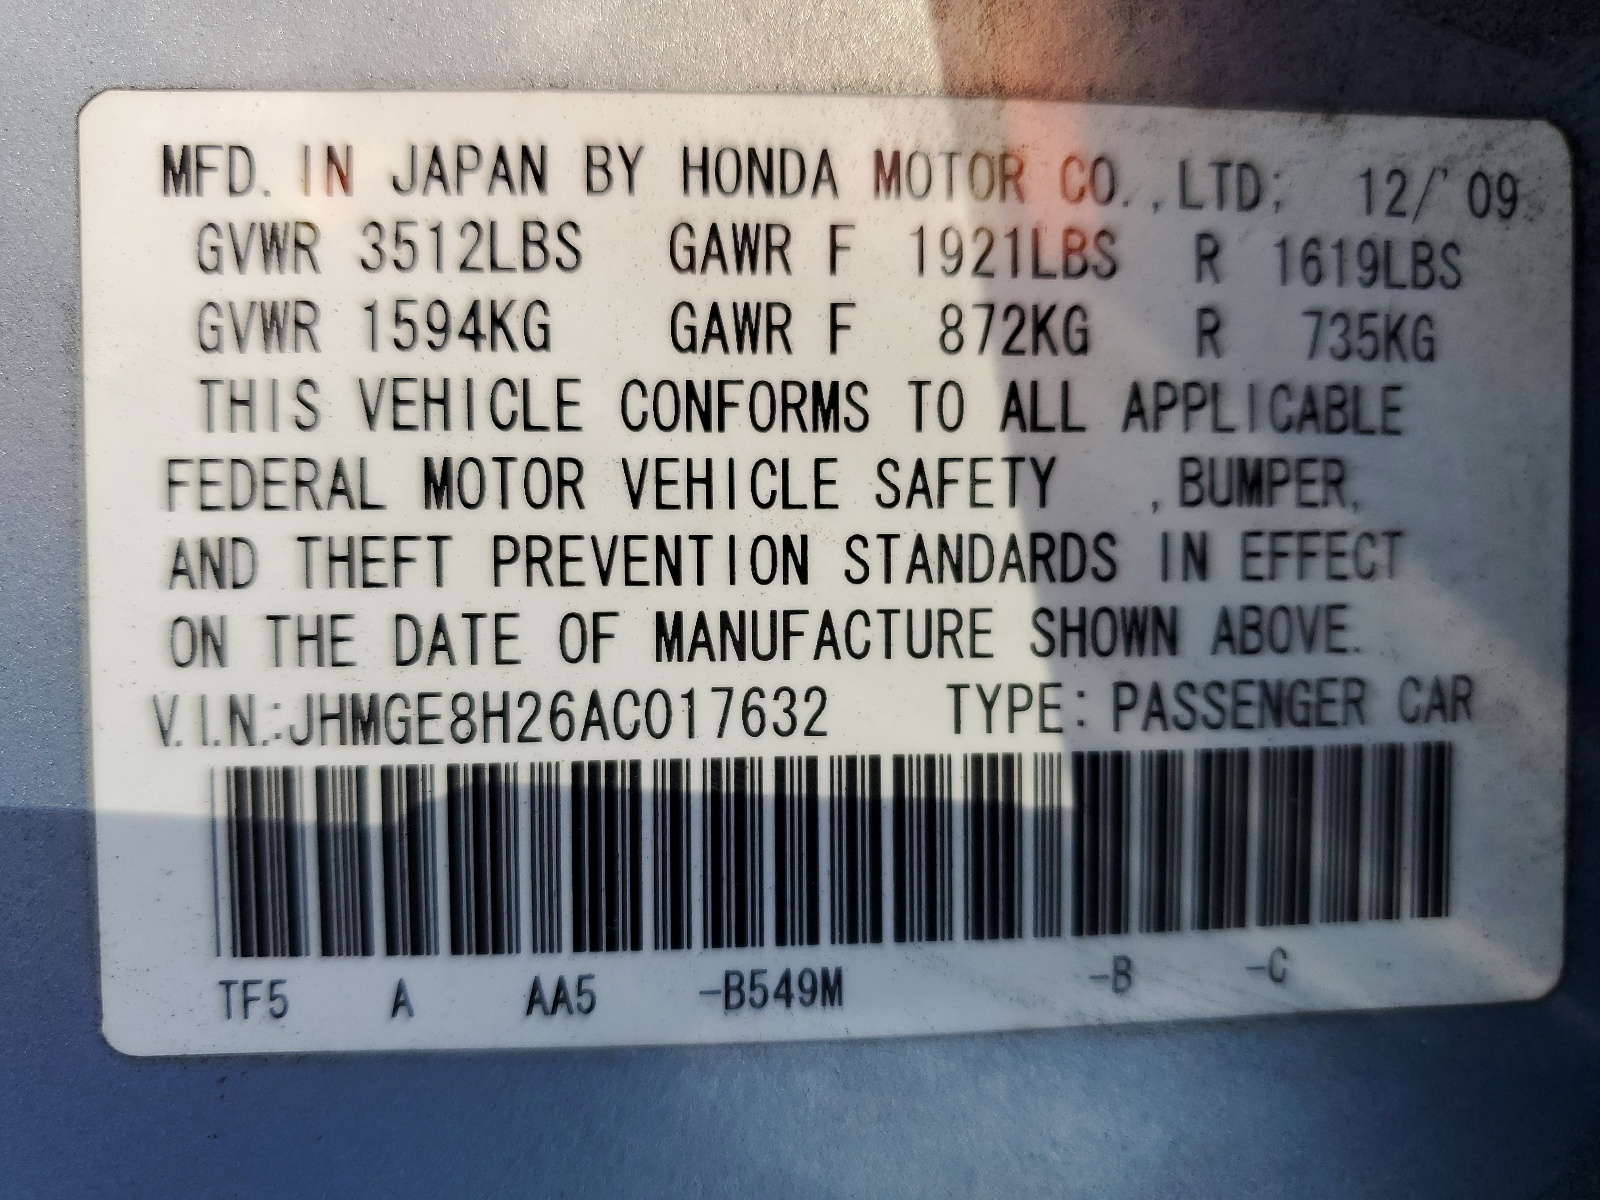 MFD. IN JAPAN BY HONDA MOTOR CO.,LTD; 12/'09
GVWR 3512LBS GAWR F 1921LBS R 1619LBS
GVWR 1594KG GAWR F 872KG R 735KG
THIS VEHICLE CONFORMS TO ALL APPLICABLE
FEDERAL MOTOR VEHICLE SAFETY ,BUMPER,
AND THEFT PREVENTION STANDARDS IN EFFECT
ON THE DATE OF MANUFACTURE SHOWN ABOVE.
V.I.N.:JHMGE8H26AC017632 TYPE: PASSENGER CAR
TF5 A AA5 -B549M -B -C